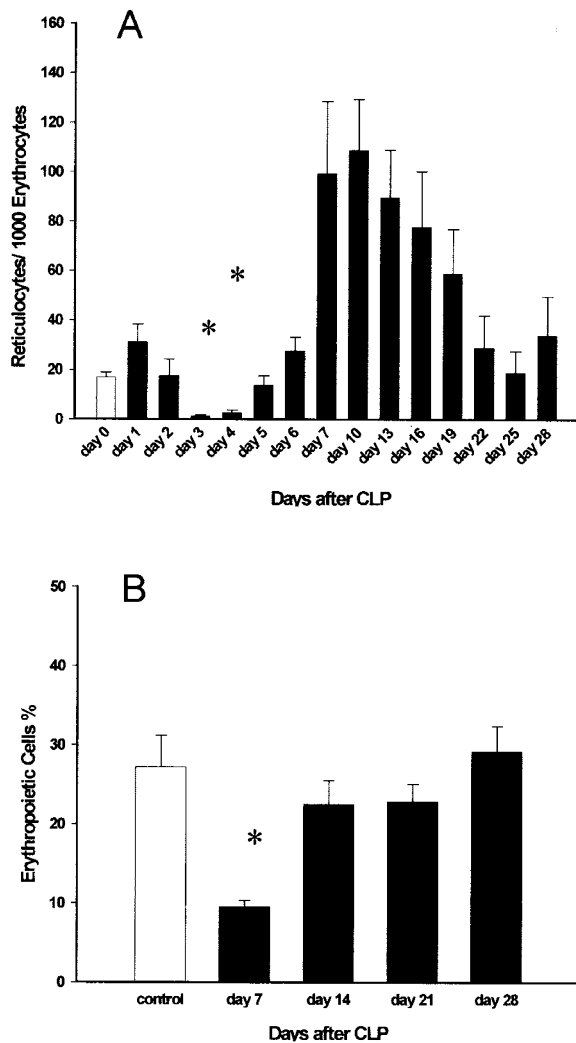 A
160
140
120
100
80
60
40
20
0
Reticulocytes/ 1000 Erythrocytes
*
*
day 0 day 1 day 2 day 3 day 4 day 5 day 6 day 7 day 10 day 13 day 16 day 19 day 22 day 25 day 28
Days after CLP
B
50
40
30
20
10
0
Erythropoietic Cells %
*
control day 7 day 14 day 21 day 28
Days after CLP